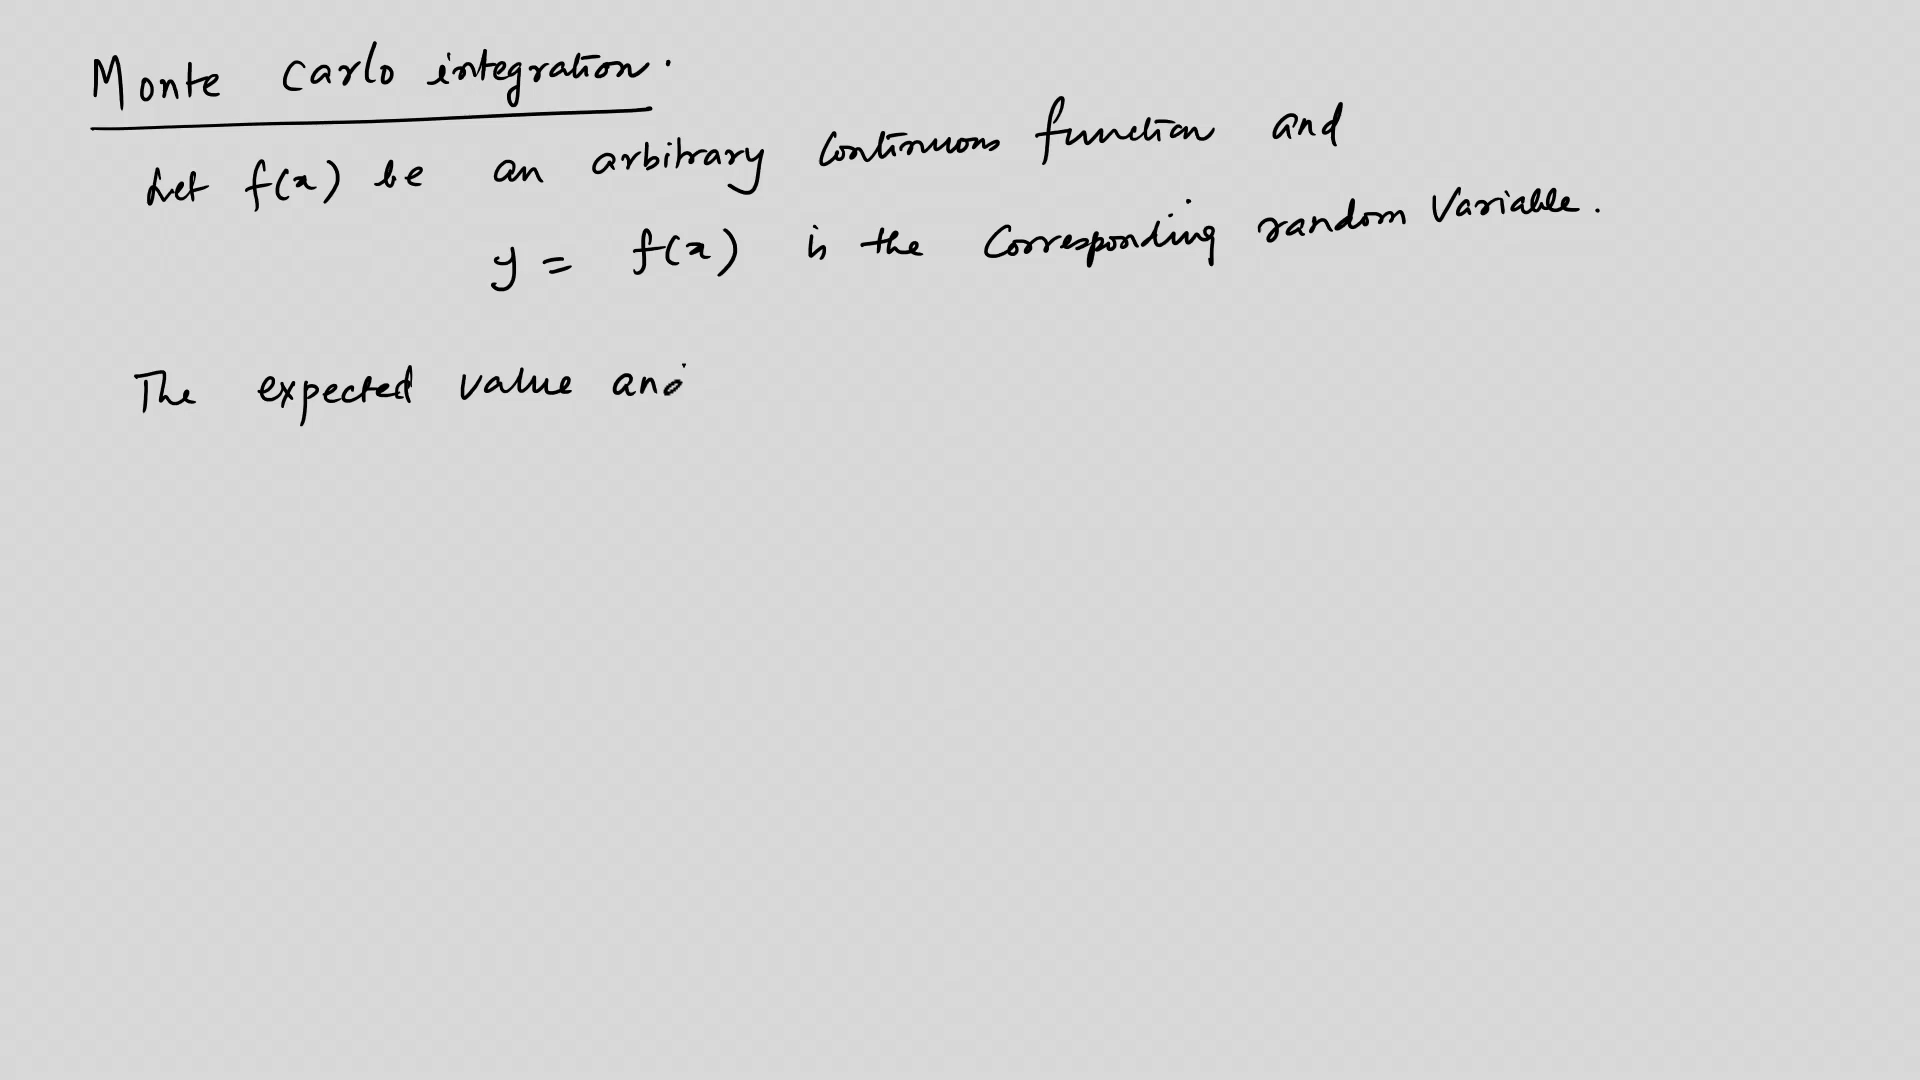 Monte Carlo integration.
Let f(x) be an arbitrary continuous function and
y = f(x) is the corresponding random variable.
The expected value and